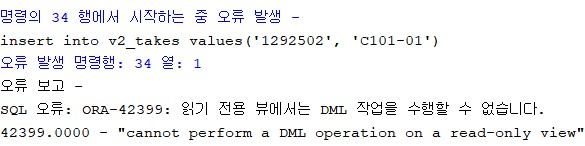 명령의 34 행에서 시작하는 중 오류 발생 -
insert into v2_takes values('1292502', 'C101-01')
오류 발생 명령행: 34 열: 1
오류 보고 -
SQL 오류: ORA-42399: 읽기 전용 뷰에서는 DML 작업을 수행할 수 없습니다.
42399.0000 - "cannot perform a DML operation on a read-only view"